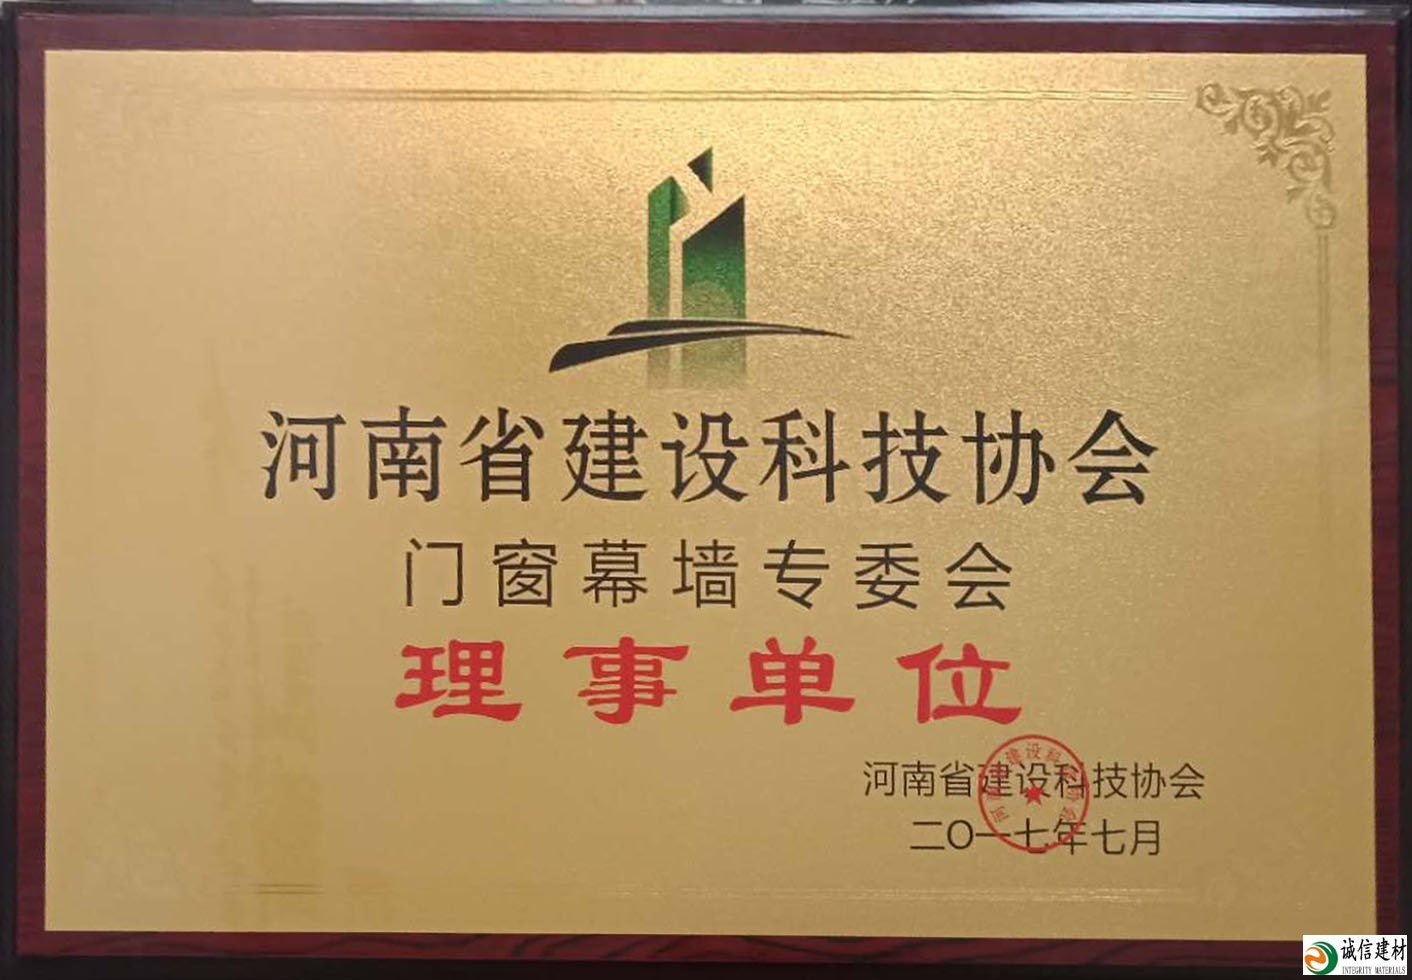 河南省建设科技协会
门窗幕墙专委会
理事单位
河南省建设科技协会
二〇一七年七月
诚信建材
INTEGRITY MATERIALS